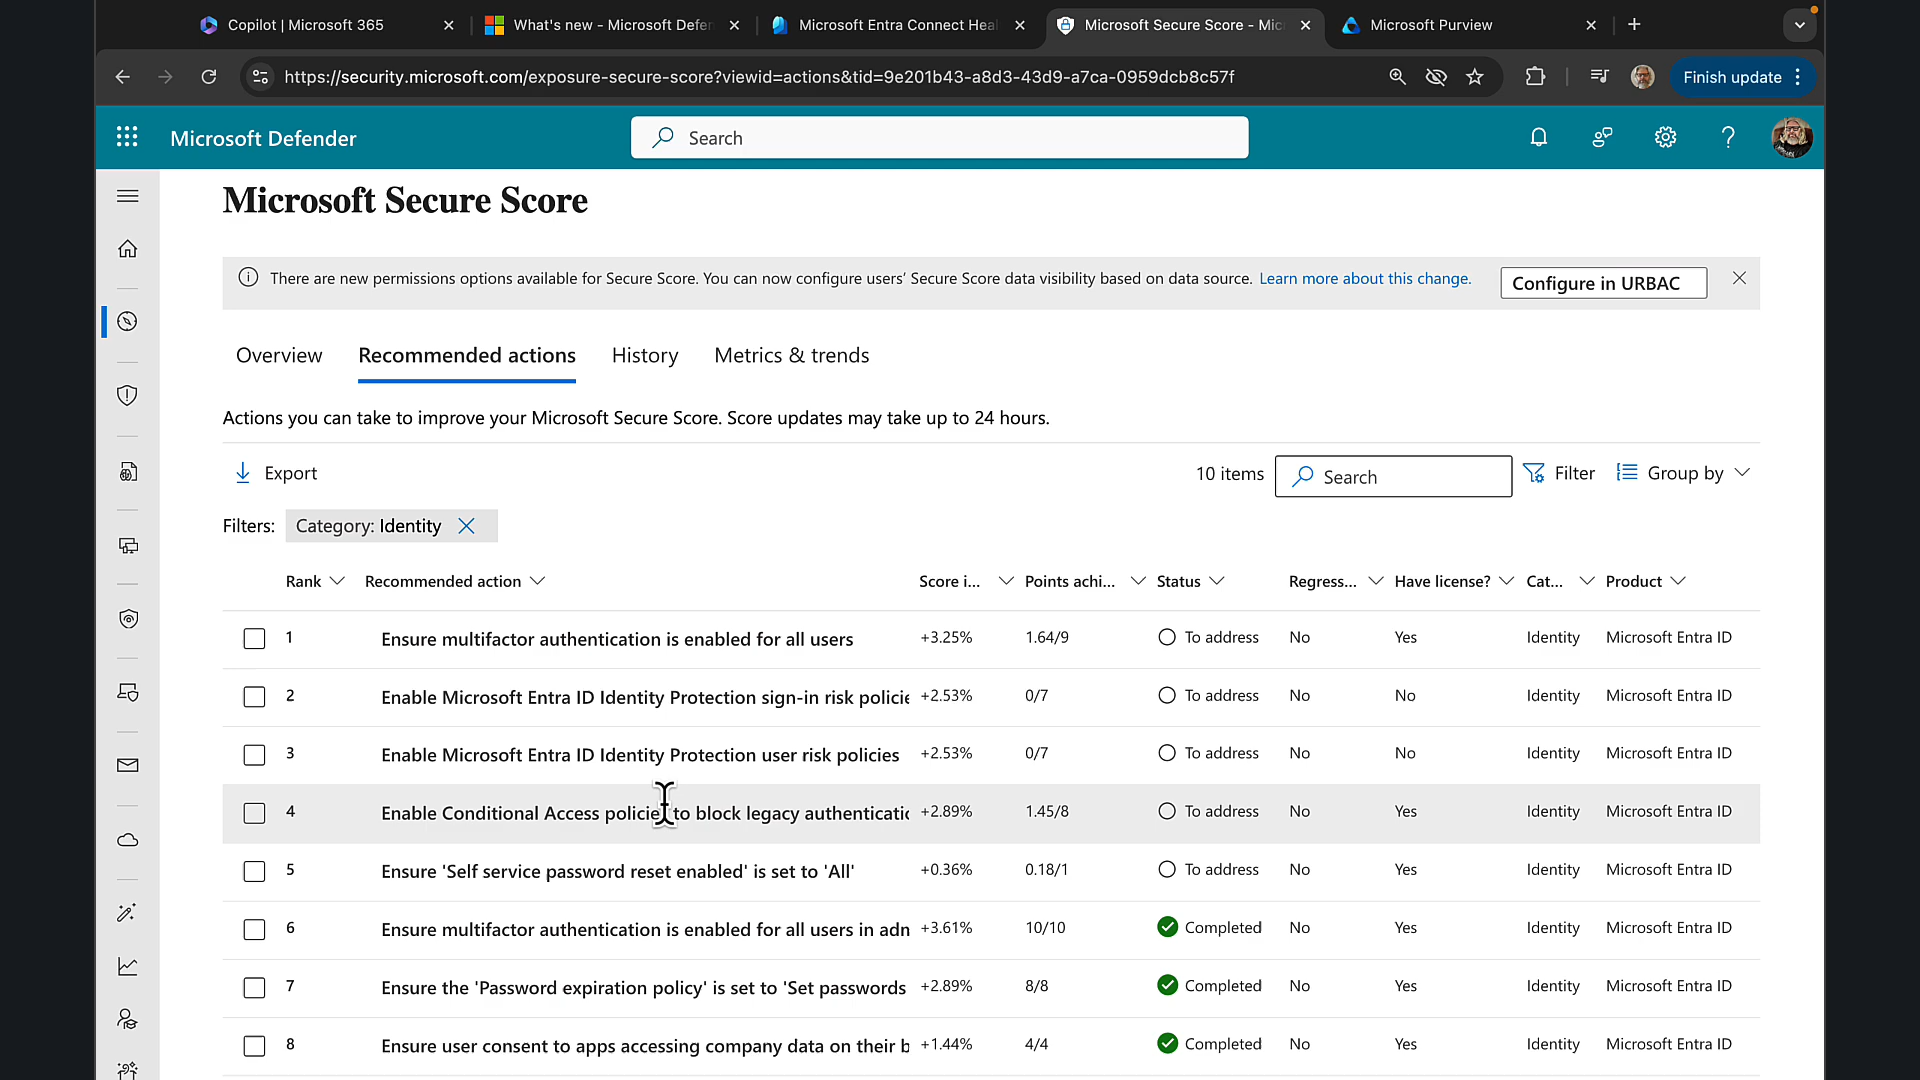 Copilot | Microsoft 365
What's new - Microsoft Defen
Microsoft Entra Connect Heal
Microsoft Secure Score - Mic
Microsoft Purview
https://security.microsoft.com/exposure-secure-score?viewid=actions&tid=9e201b43-a8d3-43d9-a7ca-0959dcb8c57f
Finish update
Microsoft Defender
Search
Microsoft Secure Score
There are new permissions options available for Secure Score. You can now configure users' Secure Score data visibility based on data source. Learn more about this change.
Configure in URBAC
Overview
Recommended actions
History
Metrics & trends
Actions you can take to improve your Microsoft Secure Score. Score updates may take up to 24 hours.
Export
10 items
Search
Filter
Group by
Filters: Category: Identity
Rank Recommended action Score i... Points achi... Status Regress... Have license? Cat... Product
1 Ensure multifactor authentication is enabled for all users +3.25% 1.64/9 To address No Yes Identity Microsoft Entra ID
2 Enable Microsoft Entra ID Identity Protection sign-in risk policie +2.53% 0/7 To address No No Identity Microsoft Entra ID
3 Enable Microsoft Entra ID Identity Protection user risk policies +2.53% 0/7 To address No No Identity Microsoft Entra ID
4 Enable Conditional Access policies to block legacy authenticatic +2.89% 1.45/8 To address No Yes Identity Microsoft Entra ID
5 Ensure 'Self service password reset enabled' is set to 'All' +0.36% 0.18/1 To address No Yes Identity Microsoft Entra ID
6 Ensure multifactor authentication is enabled for all users in adn +3.61% 10/10 Completed No Yes Identity Microsoft Entra ID
7 Ensure the 'Password expiration policy' is set to 'Set passwords +2.89% 8/8 Completed No Yes Identity Microsoft Entra ID
8 Ensure user consent to apps accessing company data on their b +1.44% 4/4 Completed No Yes Identity Microsoft Entra ID